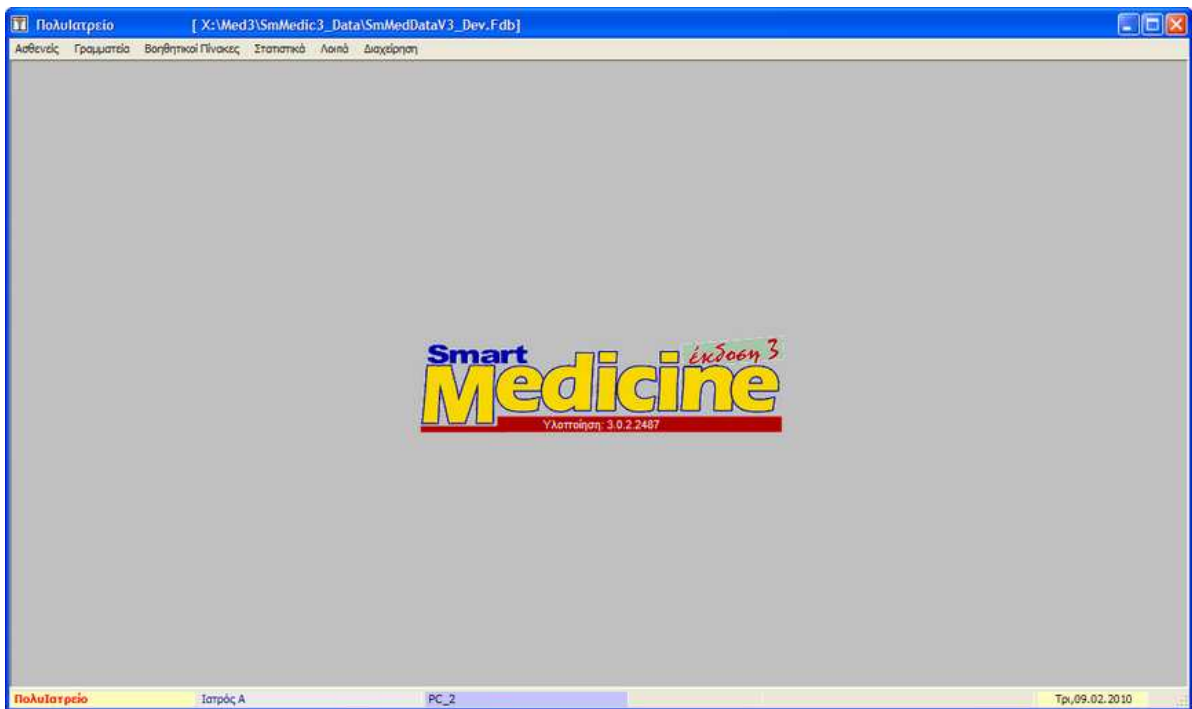 ΠολυΙατρείο [ X:\Med3\SmMedic3_Data\SmMedDataV3_Dev.Fdb]
Ασθενείς Γραμματεία Βοηθητικοί Πίνακες Στατιστικά Λοιπά Διαχείρηση
Smart
έκδοση 3
Medicine
Υλοποίηση: 3.0.2.2487
ΠολυΙατρείο Ιατρός Α PC_2 Τρι,09.02.2010